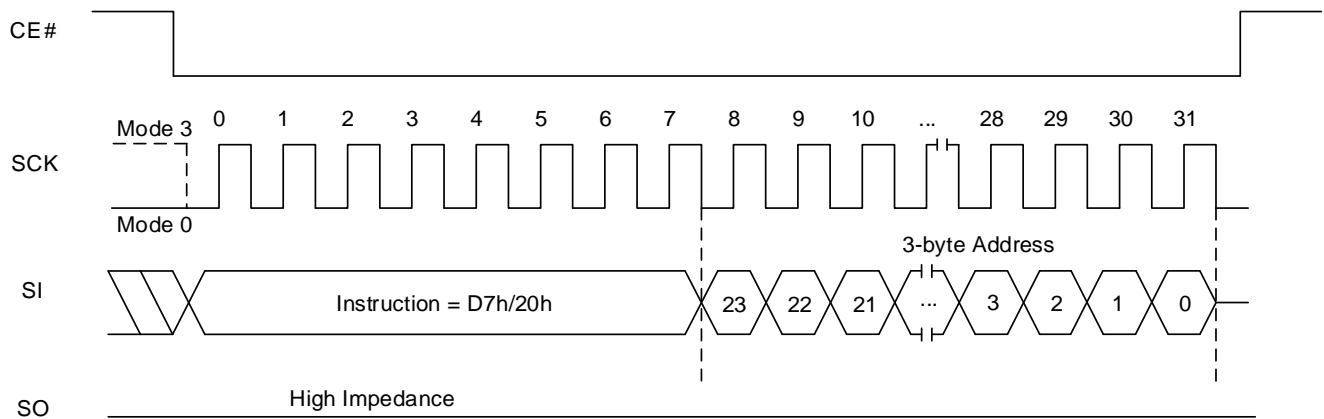 CE#
0 1 2 3 4 5 6 7 8 9 10 ... 28 29 30 31
Mode 3
SCK
Mode 0
3-byte Address
SI
Instruction = D7h/20h 23 22 21 ... 3 2 1 0
High Impedance
SO